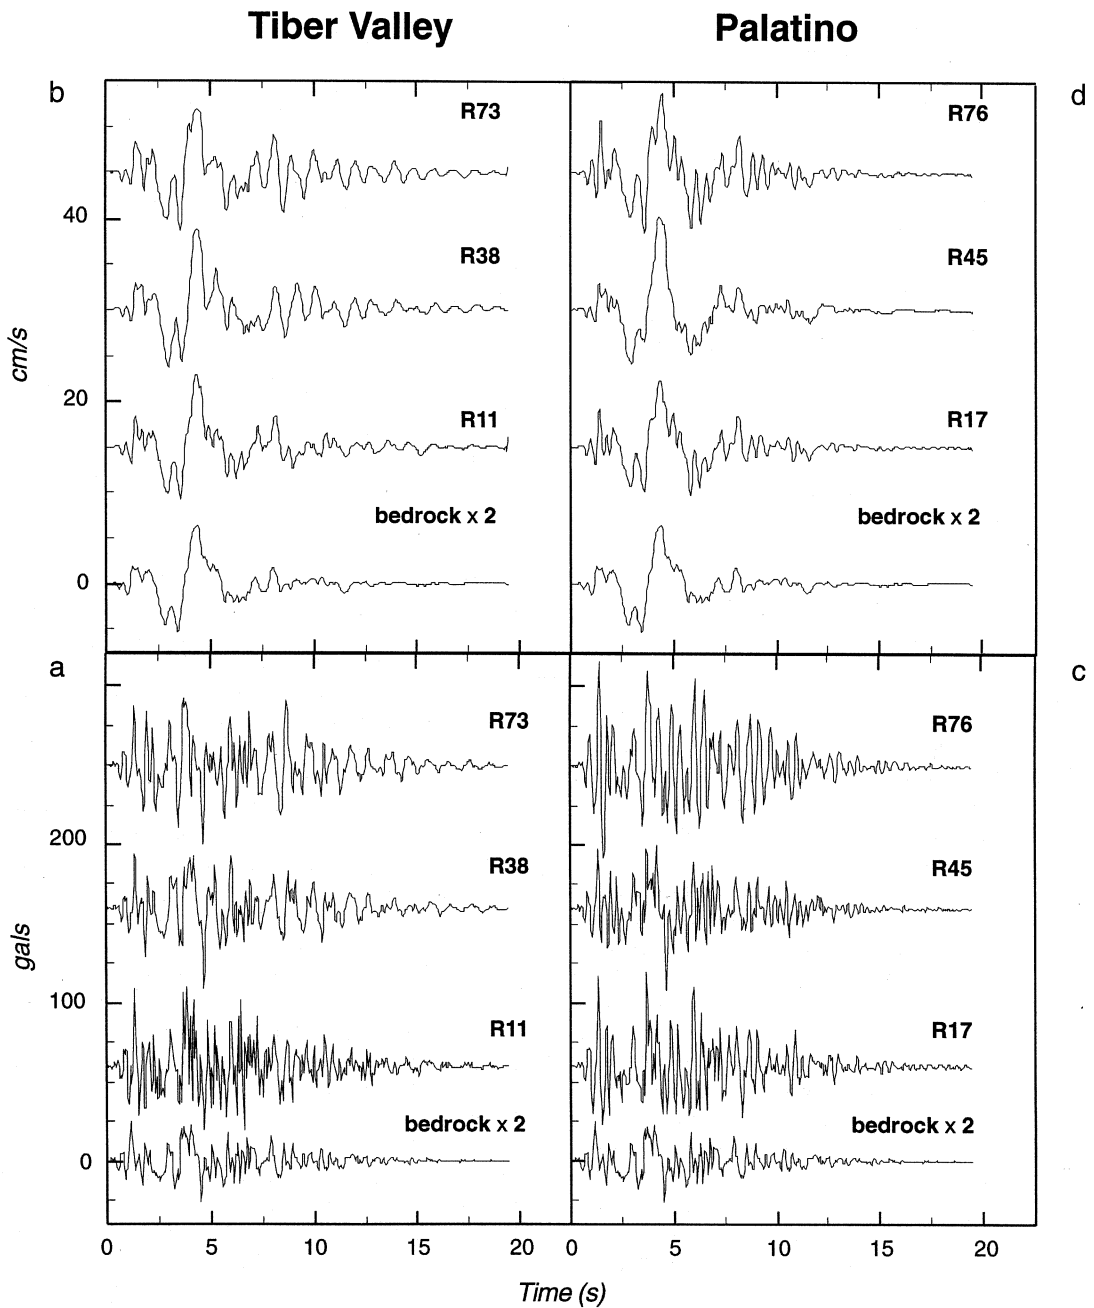 Tiber Valley Palatino
b d
R73 R76
40
R38 R45
cm/s
20
R11 R17
bedrock x 2 bedrock x 2
0
a c
R73 R76
200
R38 R45
gals
100
R11 R17
bedrock x 2 bedrock x 2
0
0 5 10 15 20 0 5 10 15 20
Time (s)